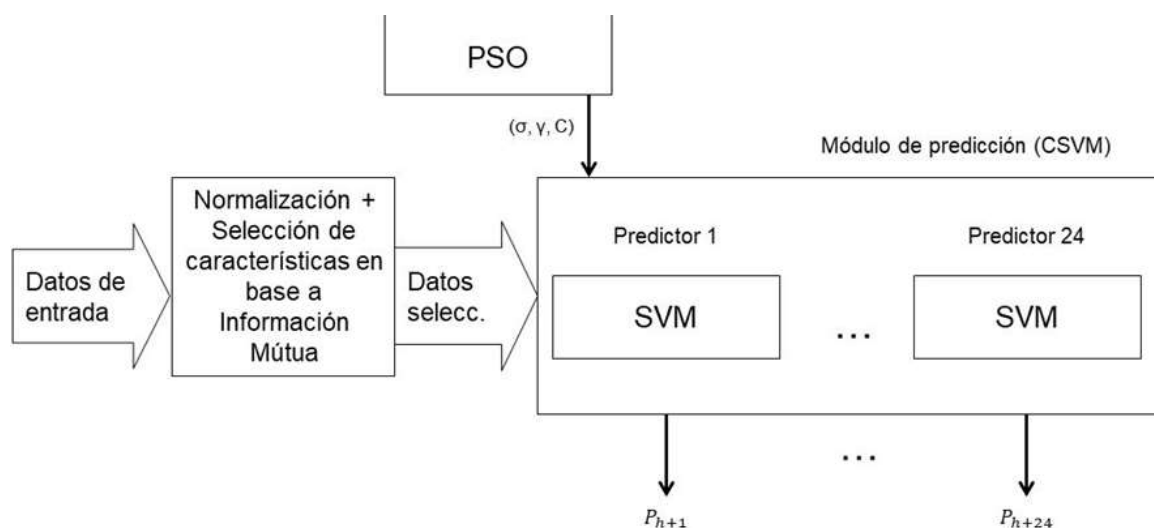 PSO
(σ, γ, C)
Módulo de predicción (CSVM)
Normalización +
Selección de
características en
base a
Información
Mútua
Datos de
entrada
Datos
selecc.
Predictor 1
Predictor 24
SVM
...
SVM
...
P_{h+1}
P_{h+24}